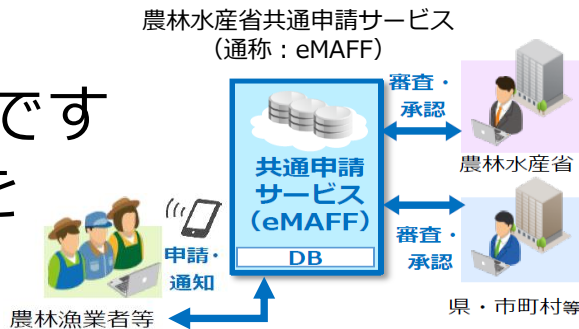 農林水産省共通申請サービス
（通称：eMAFF）
です
と
審査・
承認
農林水産省
共通申請
サービス
（eMAFF）
DB
申請・
通知
農林漁業者等
審査・
承認
県・市町村等